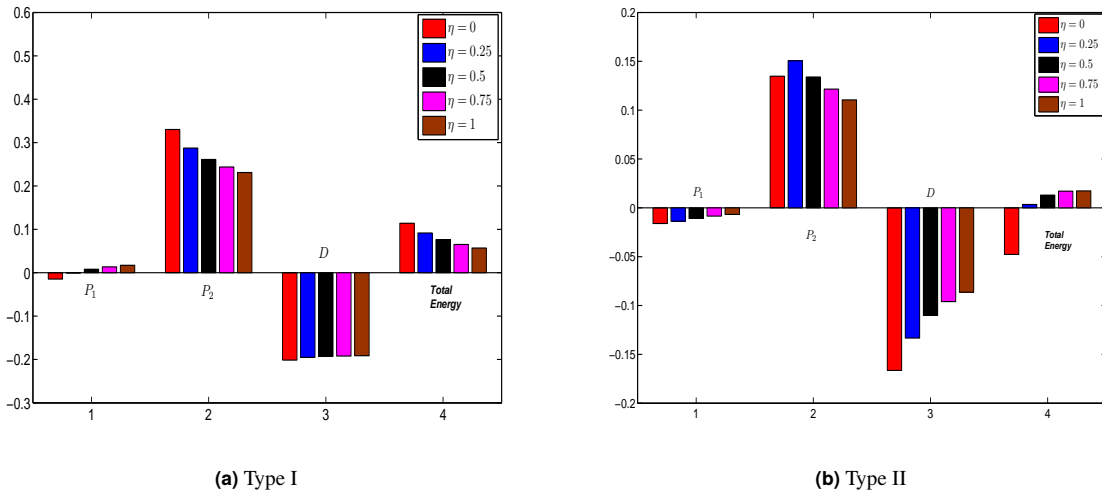 0.6
0.5
0.4
0.3
0.2
0.1
0
−0.1
−0.2
−0.3
1
2
3
4
η = 0
η = 0.25
η = 0.5
η = 0.75
η = 1
P₁
P₂
D
Total
Energy
(a) Type I
0.2
0.15
0.1
0.05
0
−0.05
−0.1
−0.15
−0.2
1
2
3
4
η = 0
η = 0.25
η = 0.5
η = 0.75
η = 1
P₁
P₂
D
Total
Energy
(b) Type II